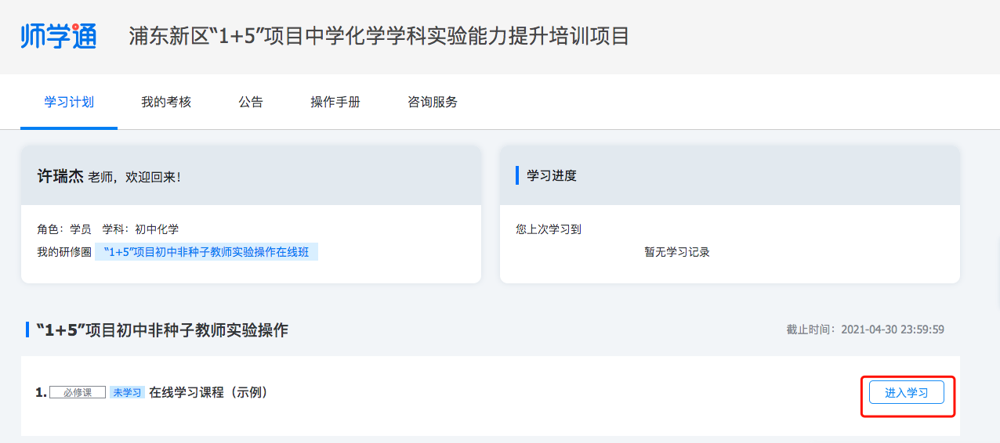 师学通 浦东新区“1+5”项目中学化学学科实验能力提升培训项目
学习计划 我的考核 公告 操作手册 咨询服务
许瑞杰 老师，欢迎回来！
角色：学员 学科：初中化学
我的研修圈 “1+5”项目初中非种子教师实验操作在线班
学习进度
您上次学习到
暂无学习记录
“1+5”项目初中非种子教师实验操作 截止时间：2021-04-30 23:59:59
1. 必修课 未学习 在线学习课程（示例） 进入学习